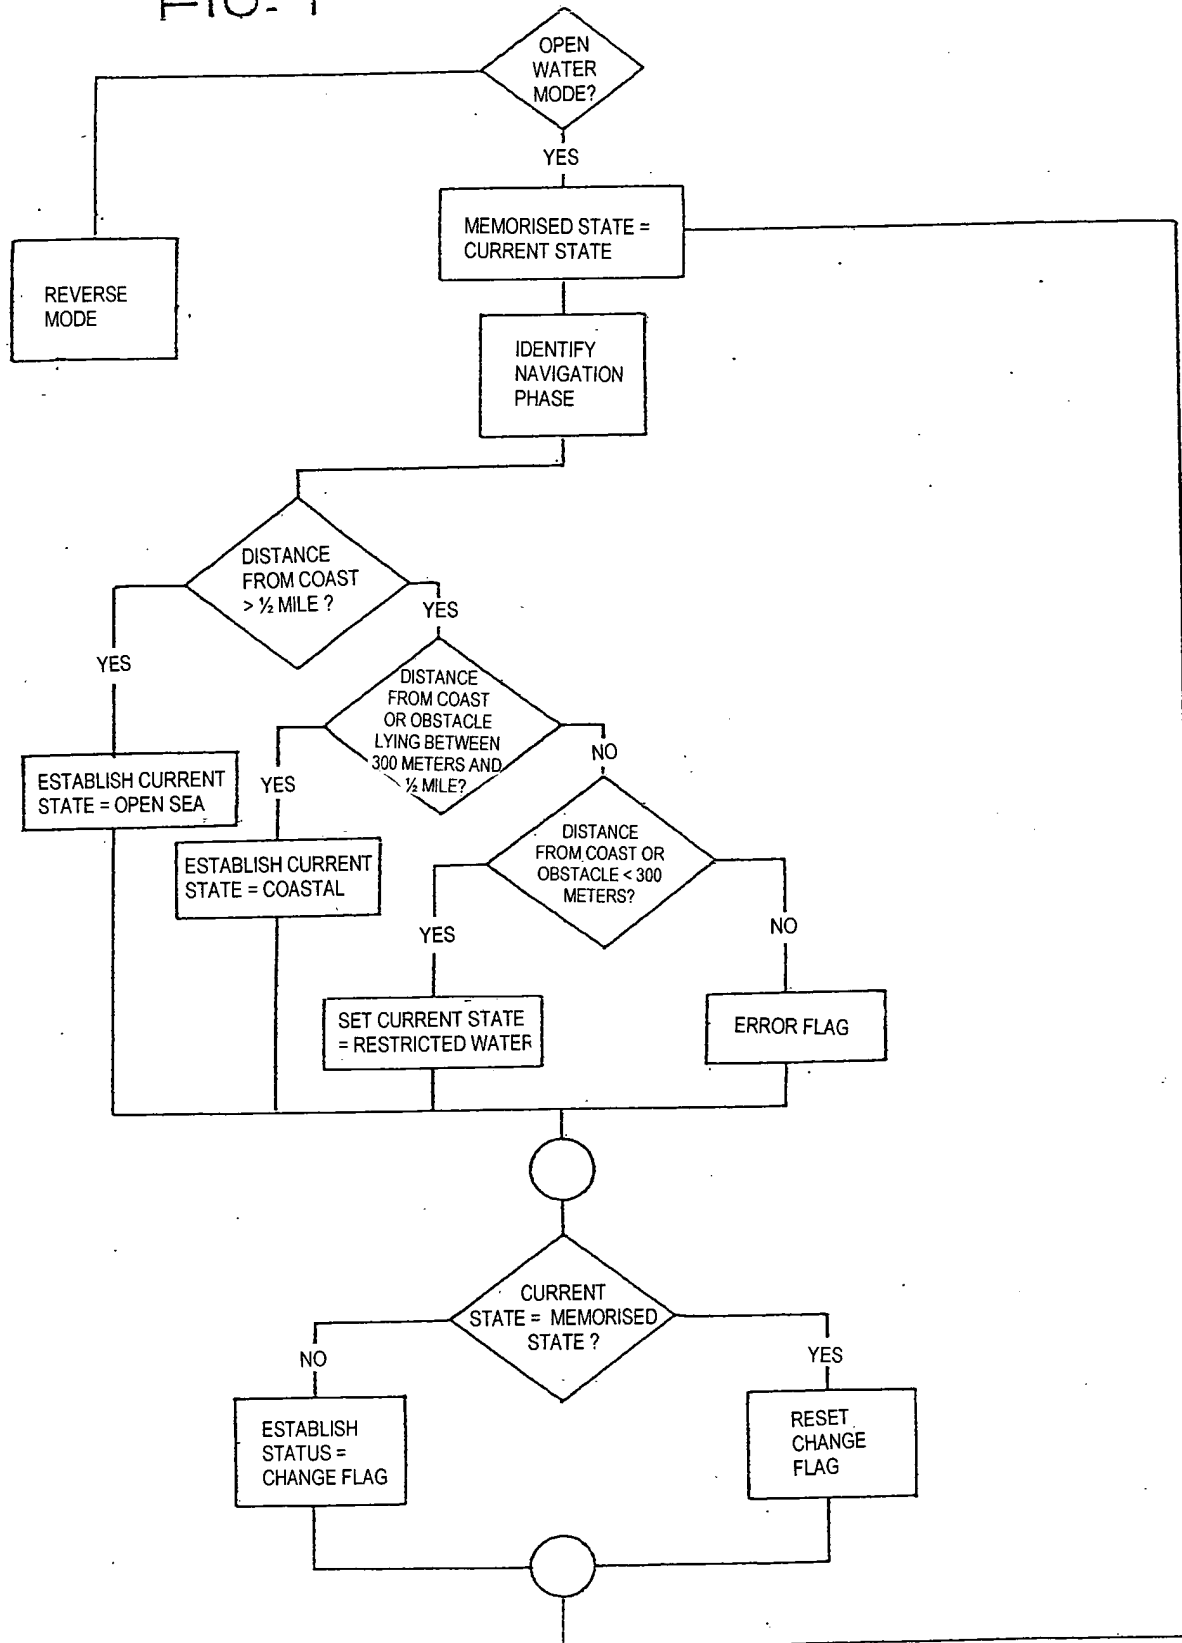 OPEN
WATER
MODE?
YES
MEMORISED STATE =
CURRENT STATE
REVERSE
MODE
IDENTIFY
NAVIGATION
PHASE
DISTANCE
FROM COAST
> ½ MILE ?
YES
YES
DISTANCE
FROM COAST
OR OBSTACLE
LYING BETWEEN
300 METERS AND
½ MILE?
NO
ESTABLISH CURRENT
STATE = OPEN SEA
YES
DISTANCE
FROM COAST OR
OBSTACLE < 300
METERS?
ESTABLISH CURRENT
STATE = COASTAL
YES
NO
SET CURRENT STATE
= RESTRICTED WATER
ERROR FLAG
CURRENT
STATE = MEMORISED
STATE ?
NO
YES
ESTABLISH
STATUS =
CHANGE FLAG
RESET
CHANGE
FLAG